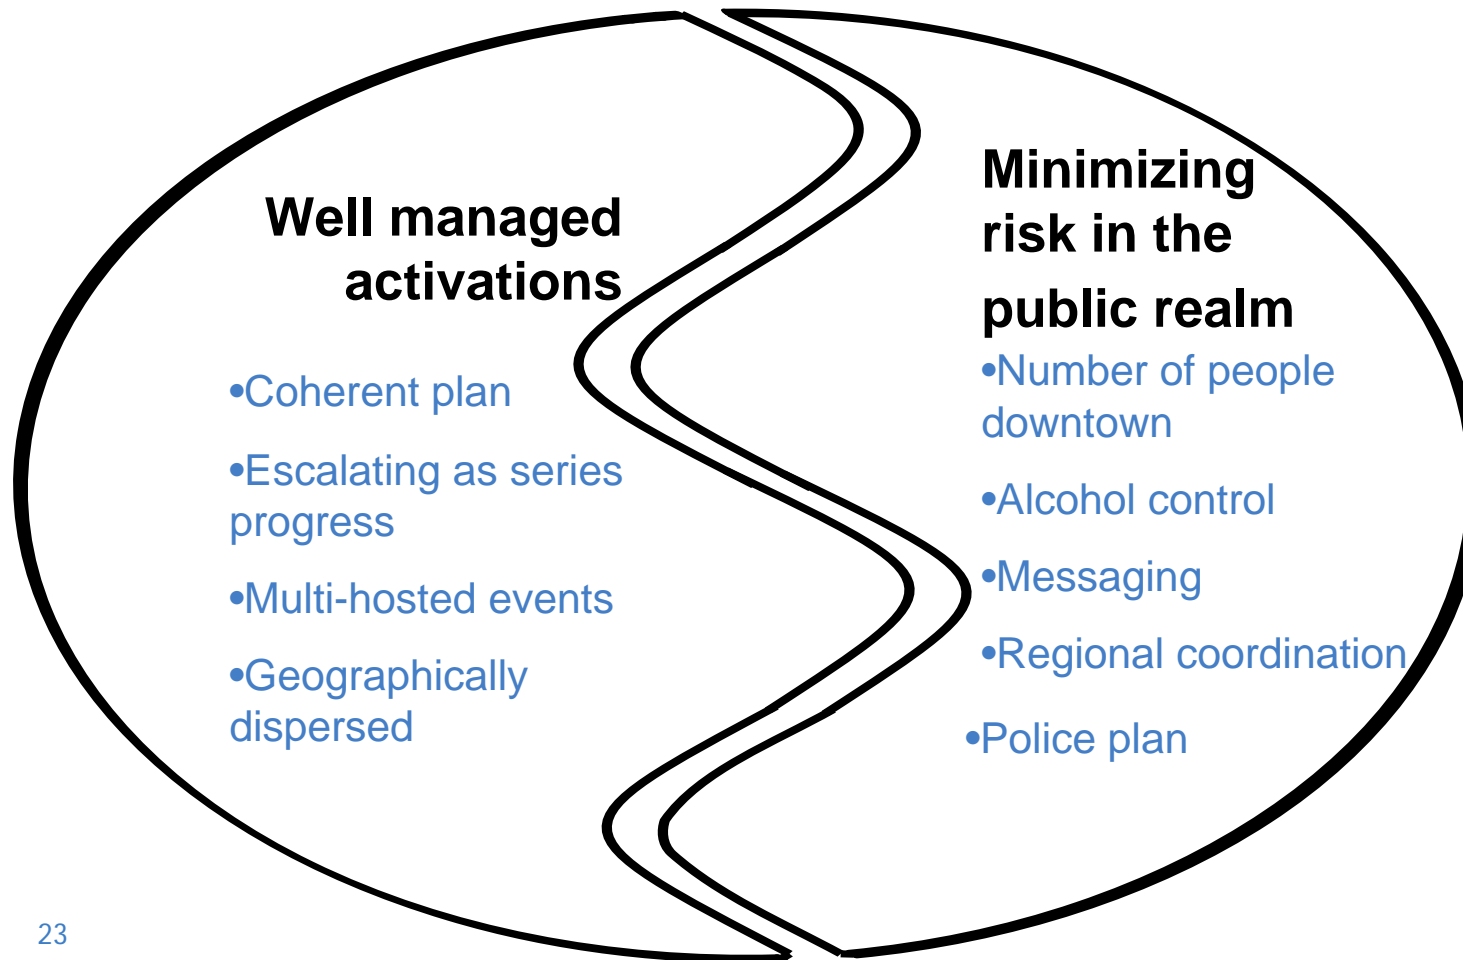 Well managed
activations
•Coherent plan
•Escalating as series
progress
•Multi-hosted events
•Geographically
dispersed
Minimizing
risk in the
public realm
•Number of people
downtown
•Alcohol control
•Messaging
•Regional coordination
•Police plan
23